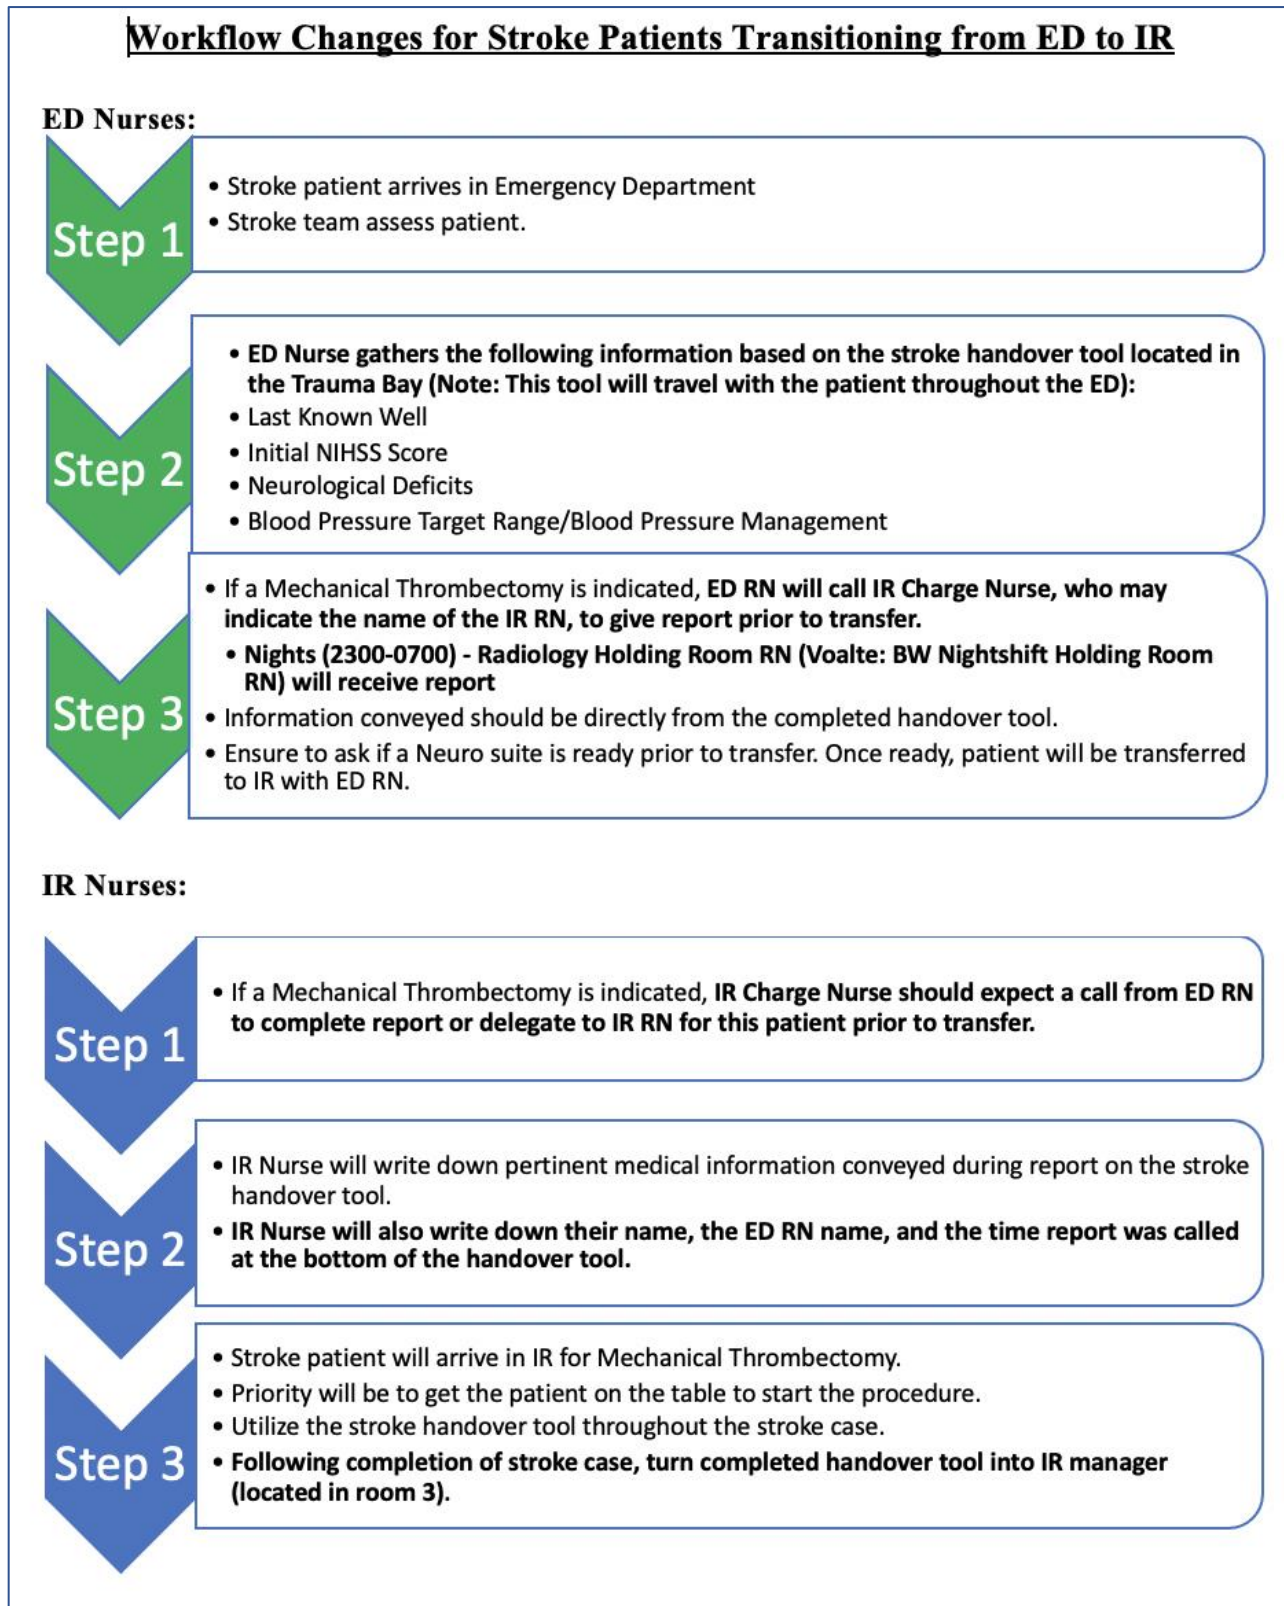 Workflow Changes for Stroke Patients Transitioning from ED to IR
ED Nurses:
Step 1
• Stroke patient arrives in Emergency Department
• Stroke team assess patient.
Step 2
• ED Nurse gathers the following information based on the stroke handover tool located in
the Trauma Bay (Note: This tool will travel with the patient throughout the ED):
• Last Known Well
• Initial NIHSS Score
• Neurological Deficits
• Blood Pressure Target Range/Blood Pressure Management
Step 3
• If a Mechanical Thrombectomy is indicated, ED RN will call IR Charge Nurse, who may
indicate the name of the IR RN, to give report prior to transfer.
• Nights (2300-0700) - Radiology Holding Room RN (Voalte: BW Nightshift Holding Room
RN) will receive report
• Information conveyed should be directly from the completed handover tool.
• Ensure to ask if a Neuro suite is ready prior to transfer. Once ready, patient will be transferred
to IR with ED RN.
IR Nurses:
Step 1
• If a Mechanical Thrombectomy is indicated, IR Charge Nurse should expect a call from ED RN
to complete report or delegate to IR RN for this patient prior to transfer.
Step 2
• IR Nurse will write down pertinent medical information conveyed during report on the stroke
handover tool.
• IR Nurse will also write down their name, the ED RN name, and the time report was called
at the bottom of the handover tool.
Step 3
• Stroke patient will arrive in IR for Mechanical Thrombectomy.
• Priority will be to get the patient on the table to start the procedure.
• Utilize the stroke handover tool throughout the stroke case.
• Following completion of stroke case, turn completed handover tool into IR manager
(located in room 3).